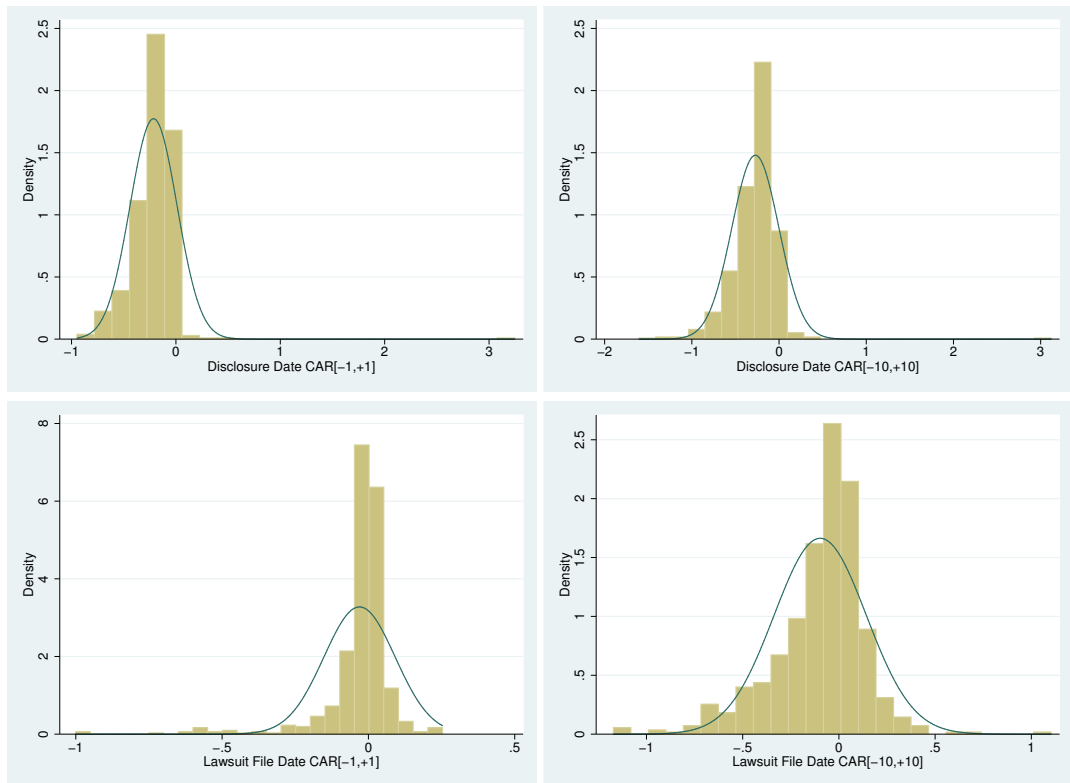 2.5
2
1.5
1
.5
0
Density
−1 0 1 2 3
Disclosure Date CAR[−1,+1]
2.5
2
1.5
1
.5
0
Density
−2 −1 0 1 2 3
Disclosure Date CAR[−10,+10]
8
6
4
2
0
Density
−1 −.5 0 .5
Lawsuit File Date CAR[−1,+1]
2.5
2
1.5
1
.5
0
Density
−1 −.5 0 .5 1
Lawsuit File Date CAR[−10,+10]